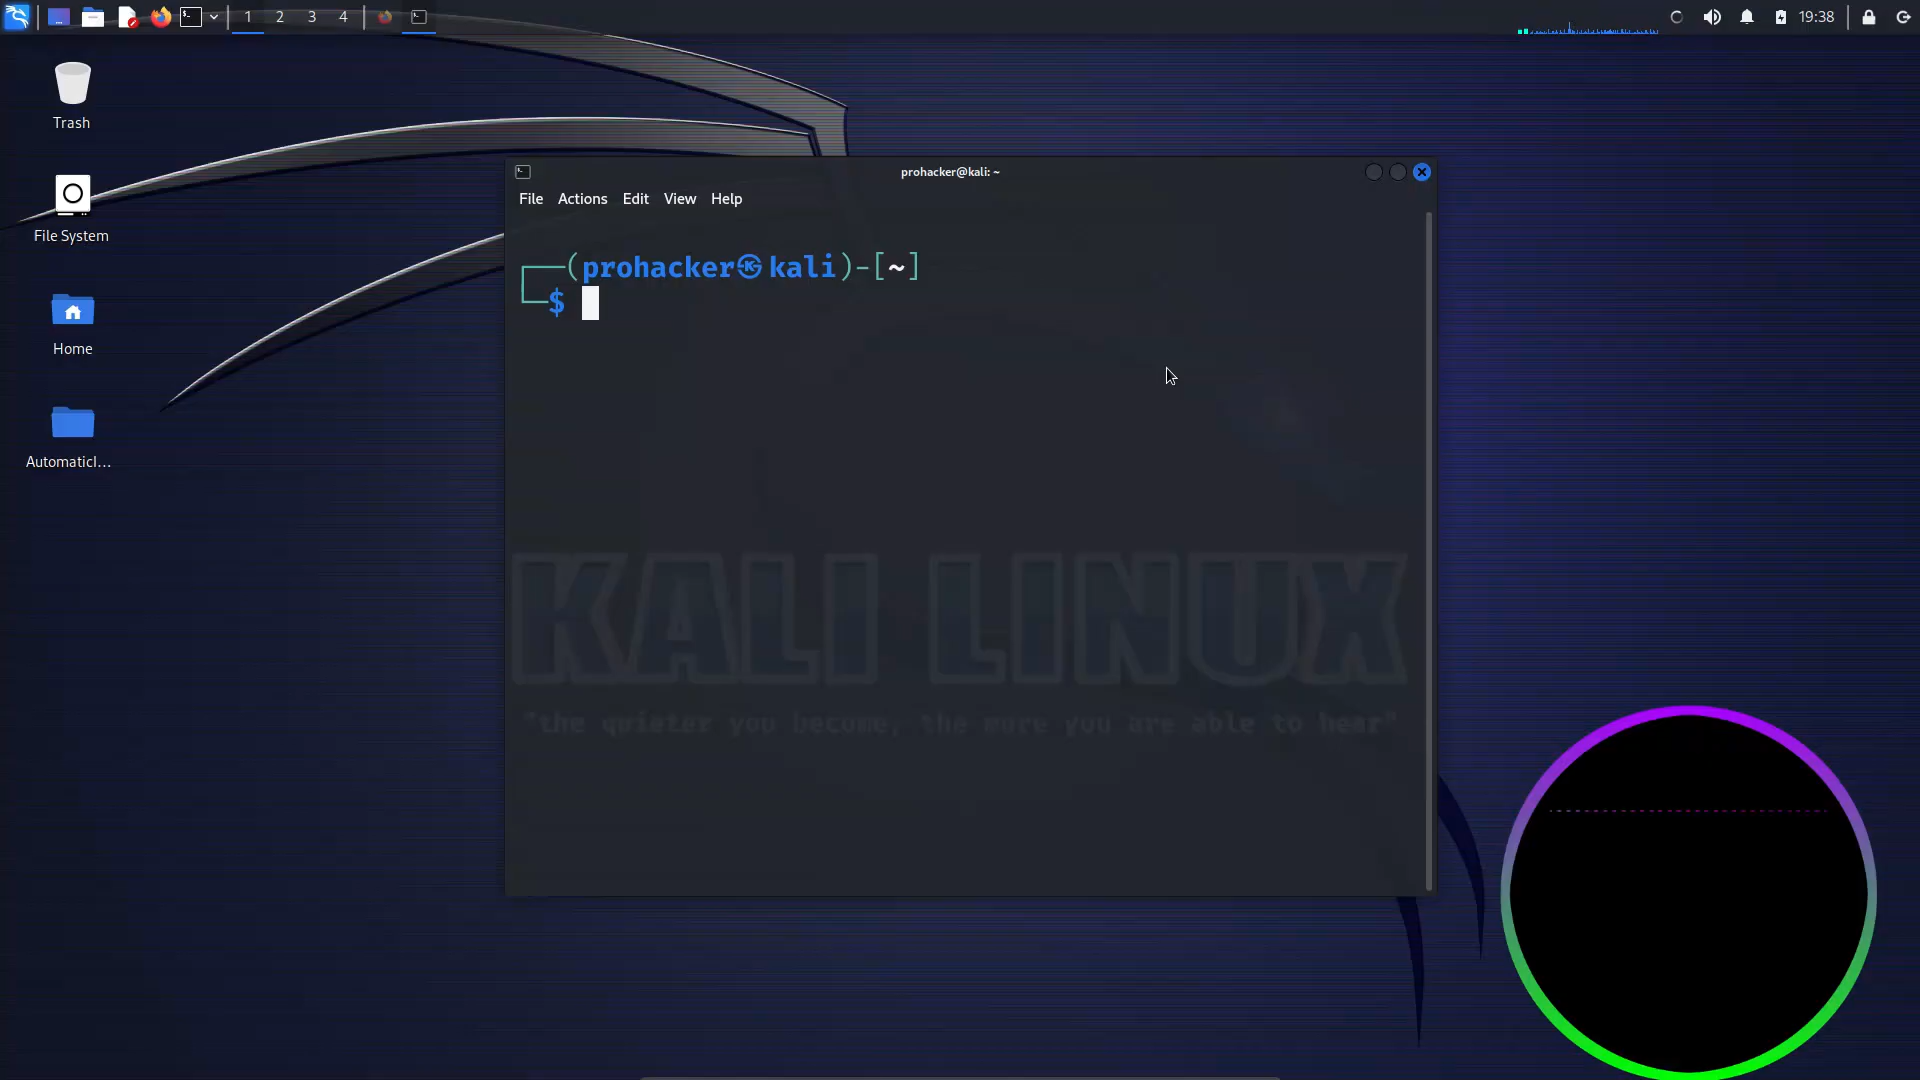 1 2 3 4 19:38
Trash
File System
Home
AutomaticI...
prohacker@kali: ~
File Actions Edit View Help
┌──(prohacker㉿kali)-[~]
└─$
KALI LINUX
"the quieter you become, the more you are able to hear"